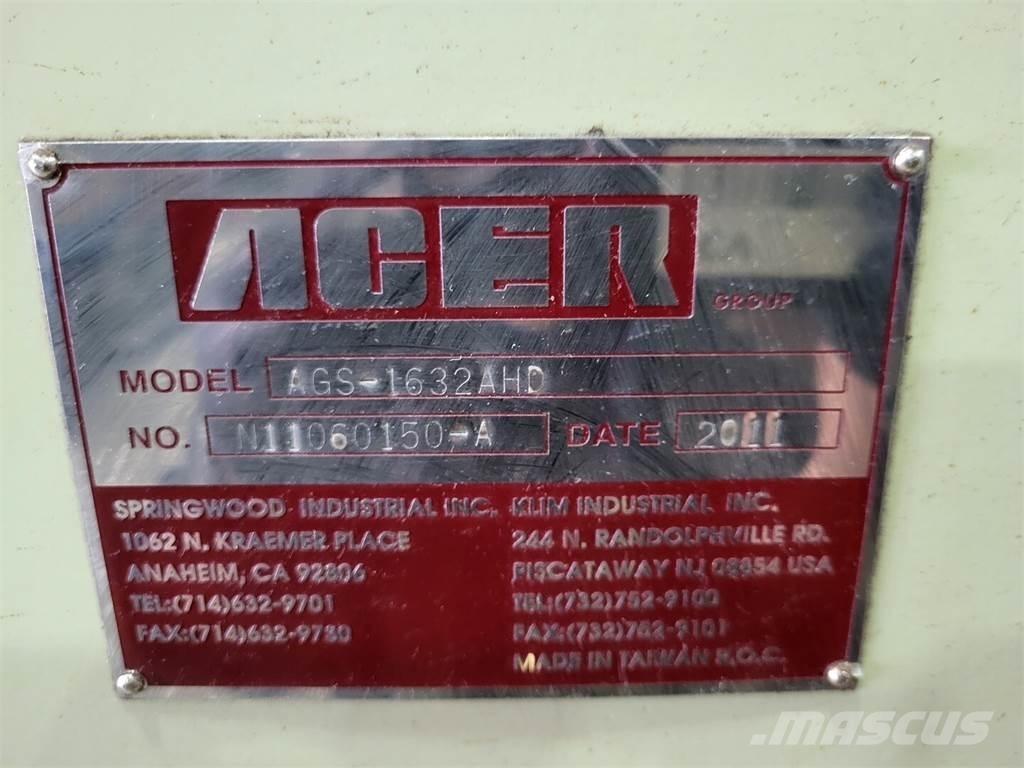 ACER GROUP
MODEL AGS-1632AHD
NO. N11060150-A DATE 2011
SPRINGWOOD INDUSTRIAL INC.
1062 N. KRAEMER PLACE
ANAHEIM, CA 92806
TEL:(714)632-9701
FAX:(714)632-9780
KLIM INDUSTRIAL INC.
244 N. RANDOLPHVILLE RD.
PISCATAWAY NJ 08854 USA
TEL:(732)752-9100
FAX:(732)752-9101
MADE IN TAIWAN R.O.C.
MASCUS